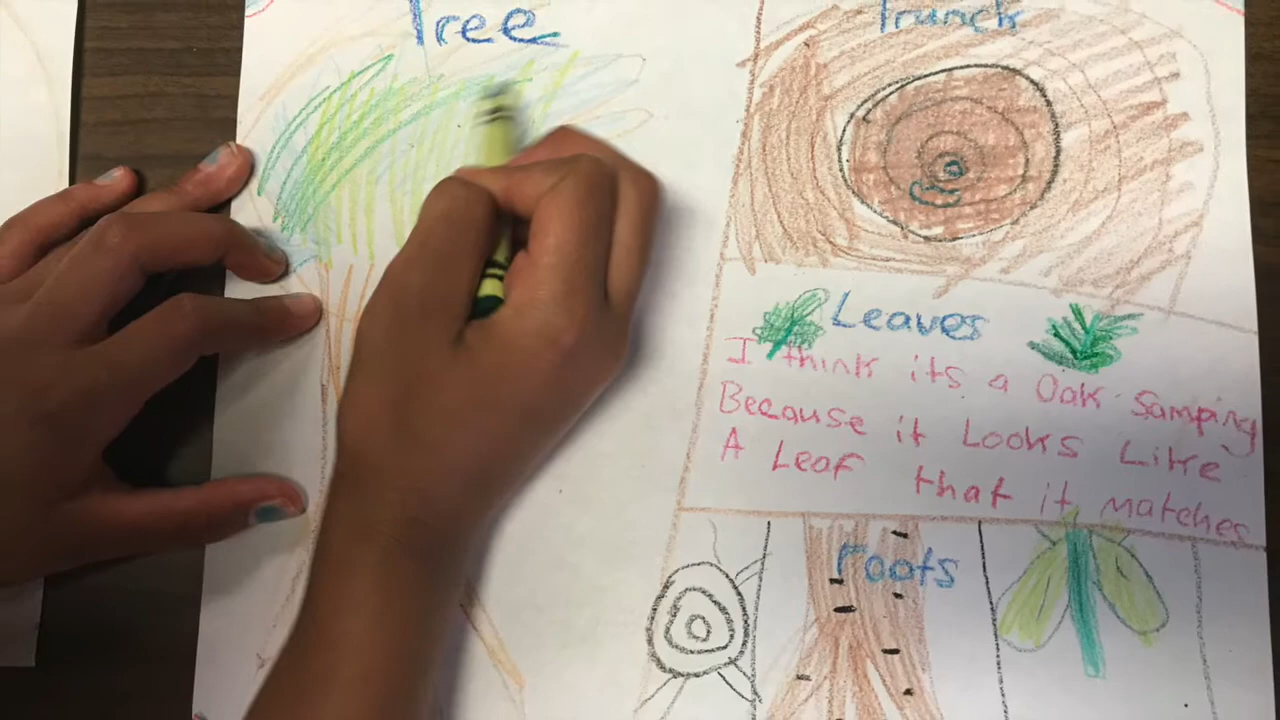 Tree
Trunck
Leaves
I think its a Oak Samping
Because it Looks Like
A Leaf that it matches
roots